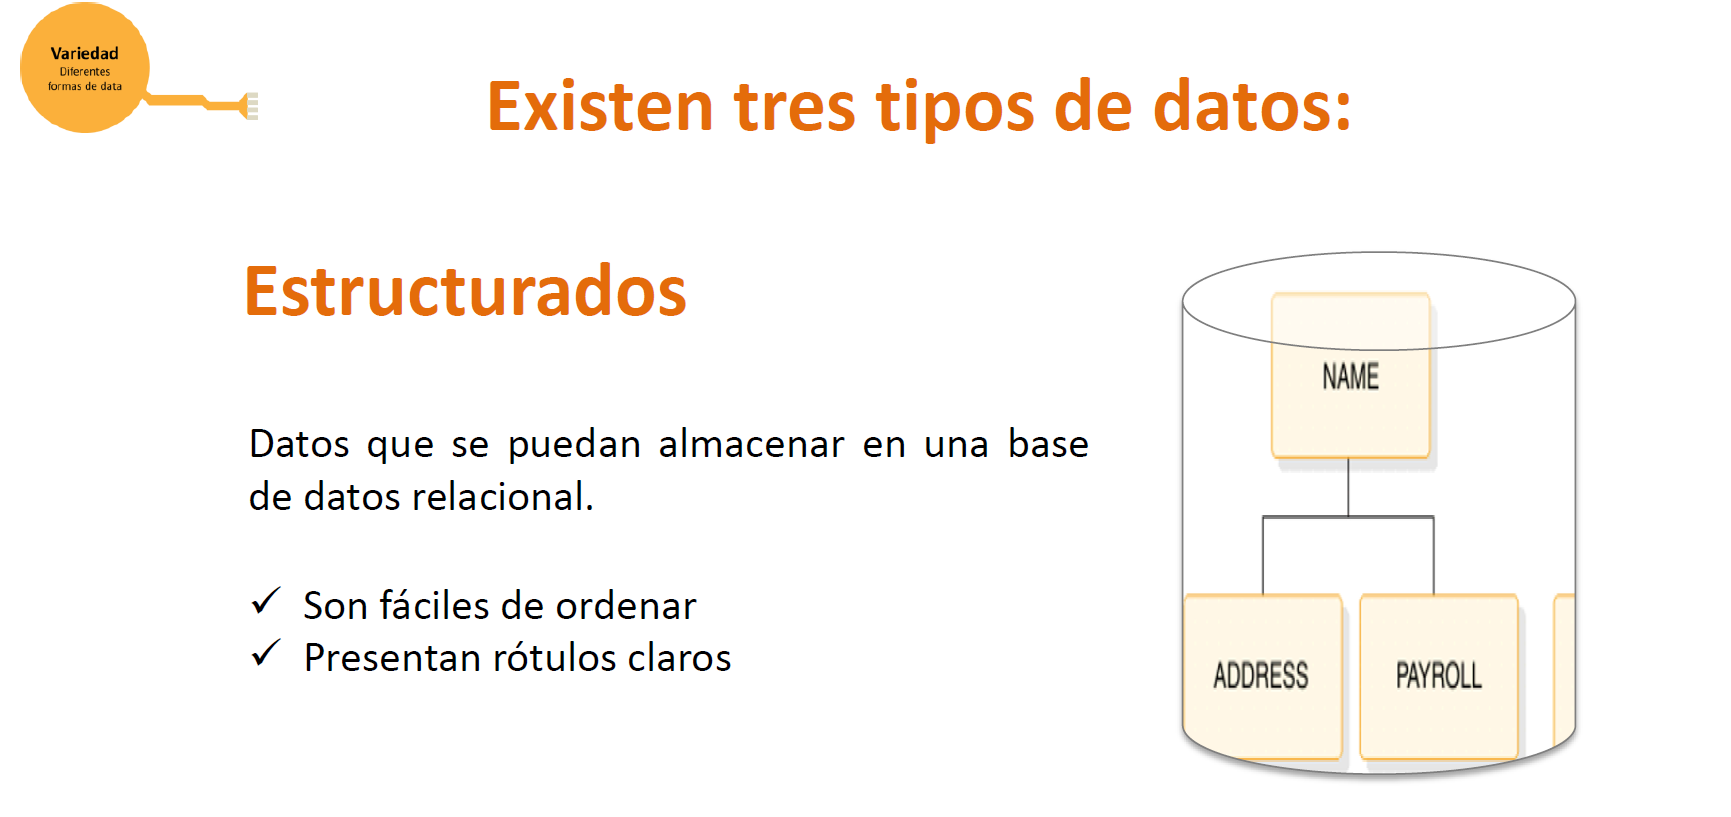 Variedad
Diferentes
formas de data
Existen tres tipos de datos:
Estructurados
Datos que se puedan almacenar en una base
de datos relacional.
✓ Son fáciles de ordenar
✓ Presentan rótulos claros
NAME
ADDRESS
PAYROLL